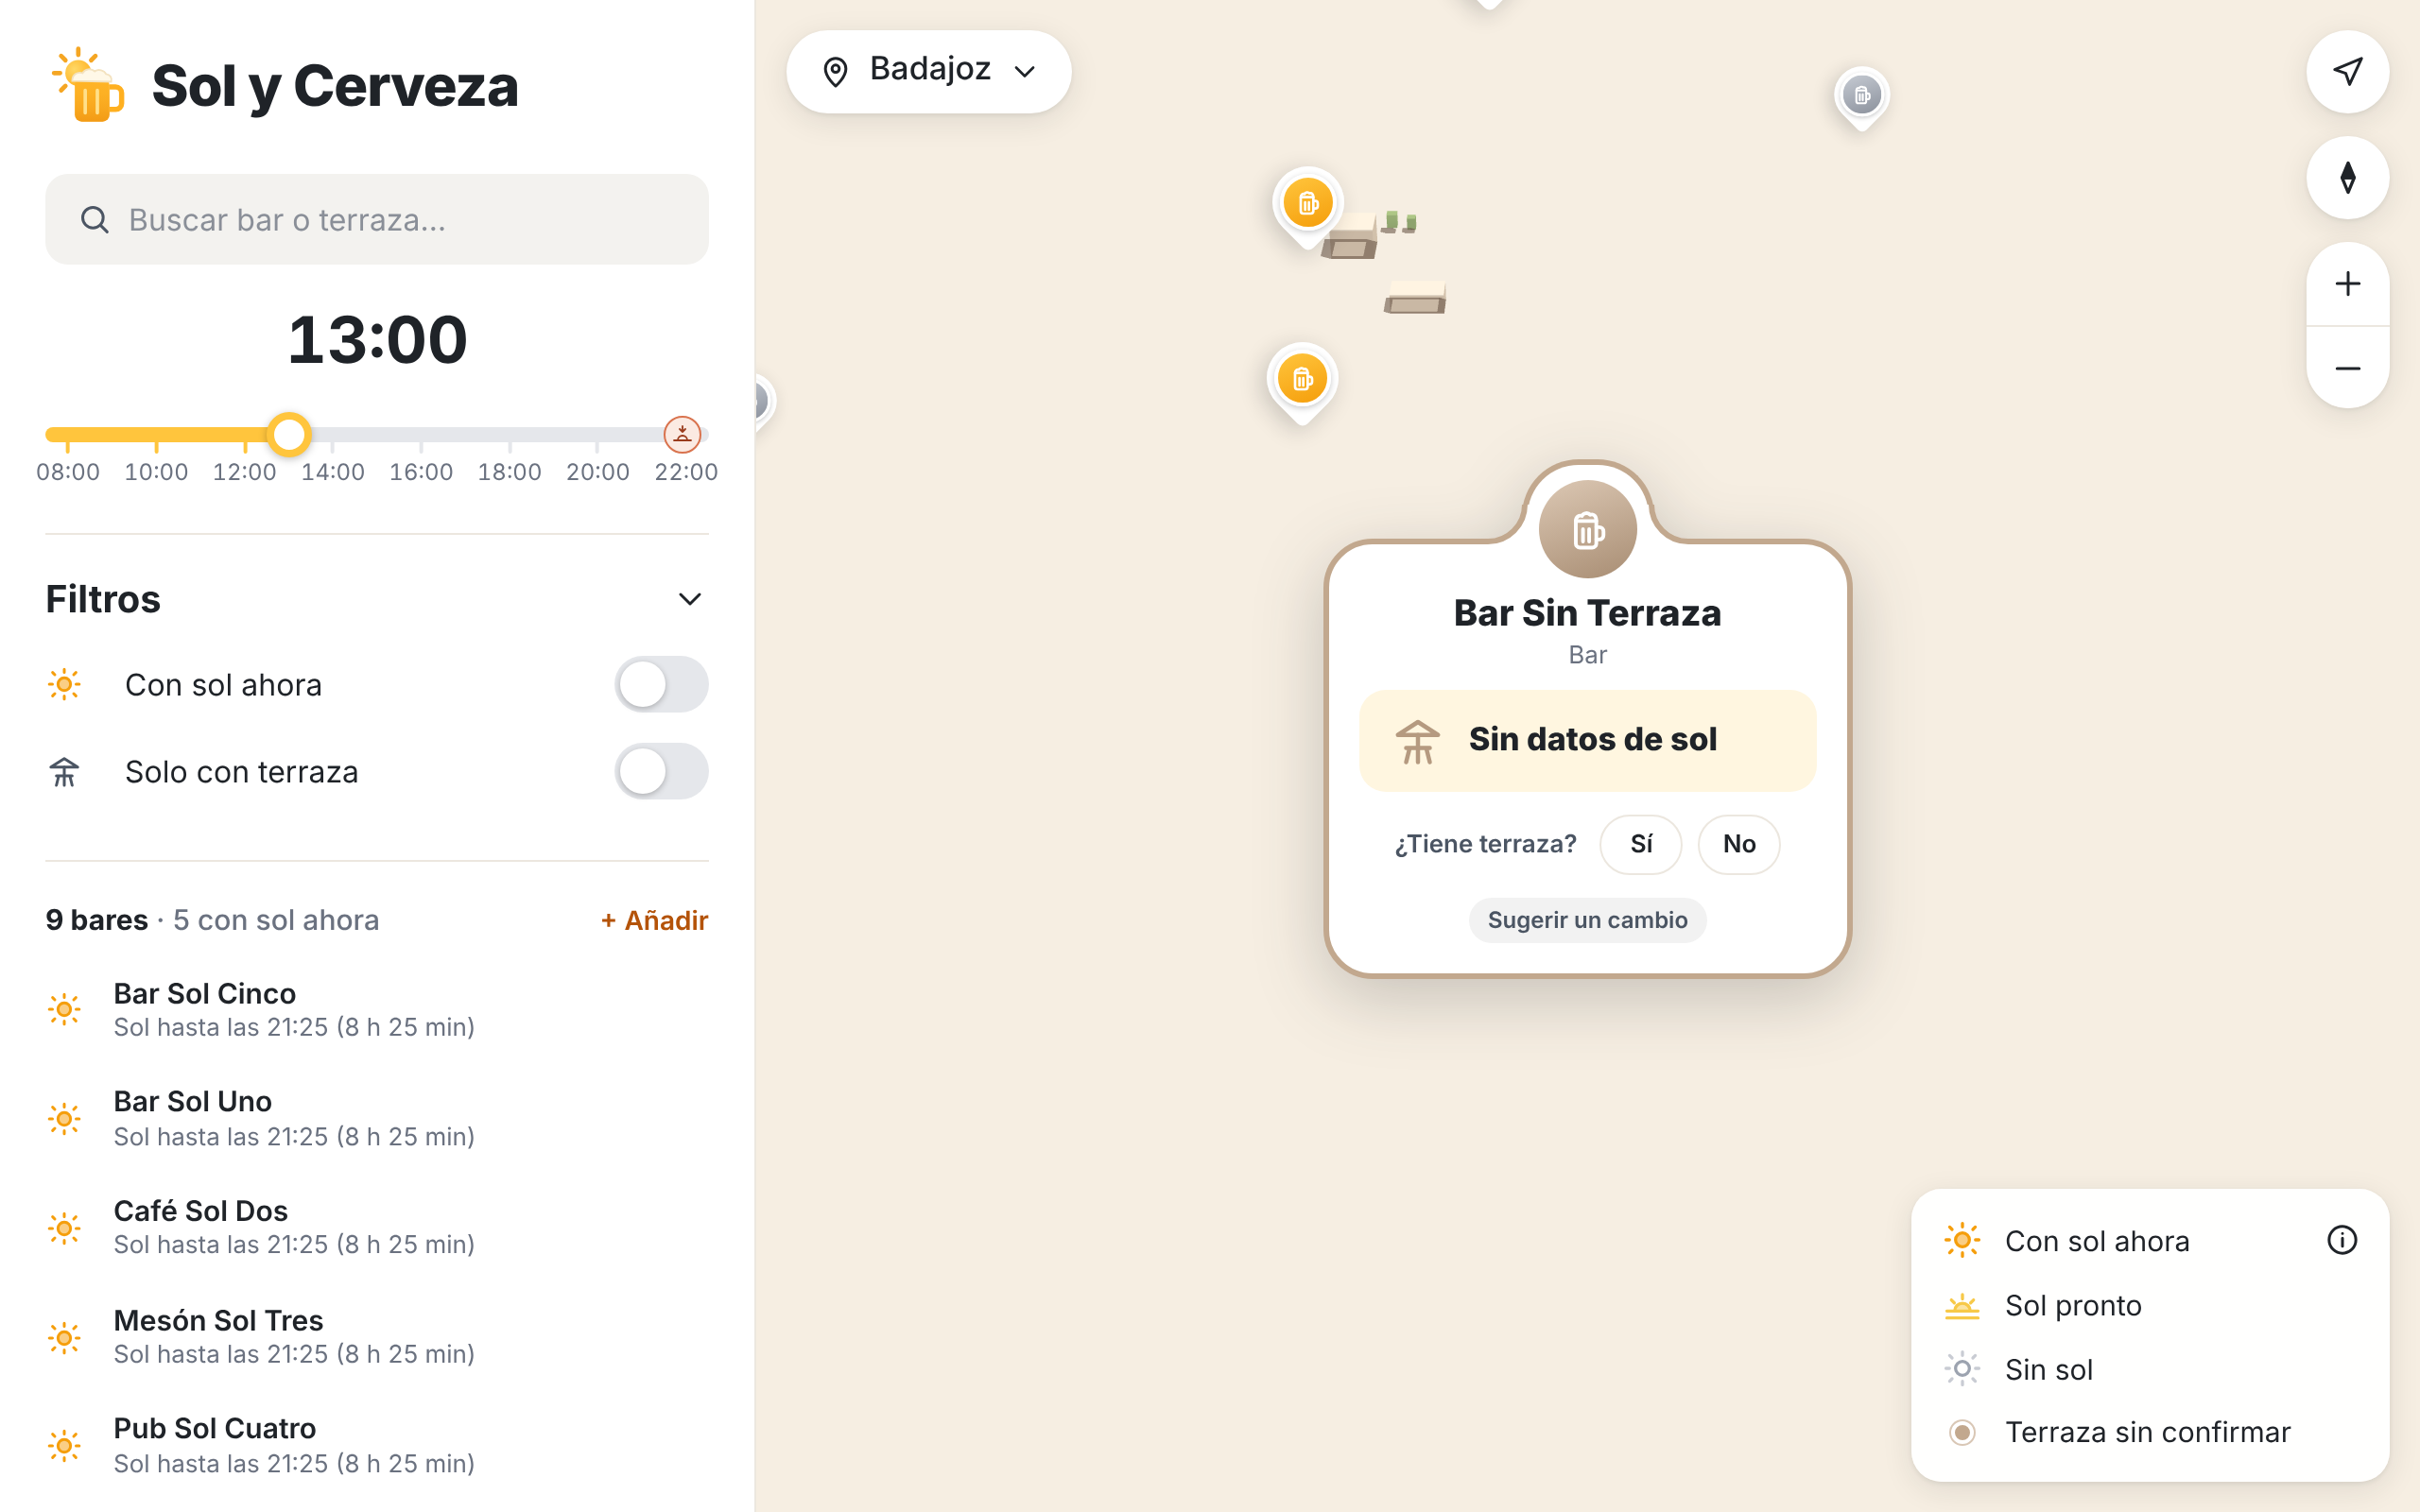 Sol y Cerveza
Buscar bar o terraza...
13:00
08:00 10:00 12:00 14:00 16:00 18:00 20:00 22:00
Filtros
Con sol ahora
Solo con terraza
9 bares · 5 con sol ahora + Añadir
Bar Sol Cinco
Sol hasta las 21:25 (8 h 25 min)
Bar Sol Uno
Sol hasta las 21:25 (8 h 25 min)
Café Sol Dos
Sol hasta las 21:25 (8 h 25 min)
Mesón Sol Tres
Sol hasta las 21:25 (8 h 25 min)
Pub Sol Cuatro
Sol hasta las 21:25 (8 h 25 min)
Badajoz
Bar Sin Terraza
Bar
Sin datos de sol
¿Tiene terraza? Sí No
Sugerir un cambio
Con sol ahora
Sol pronto
Sin sol
Terraza sin confirmar